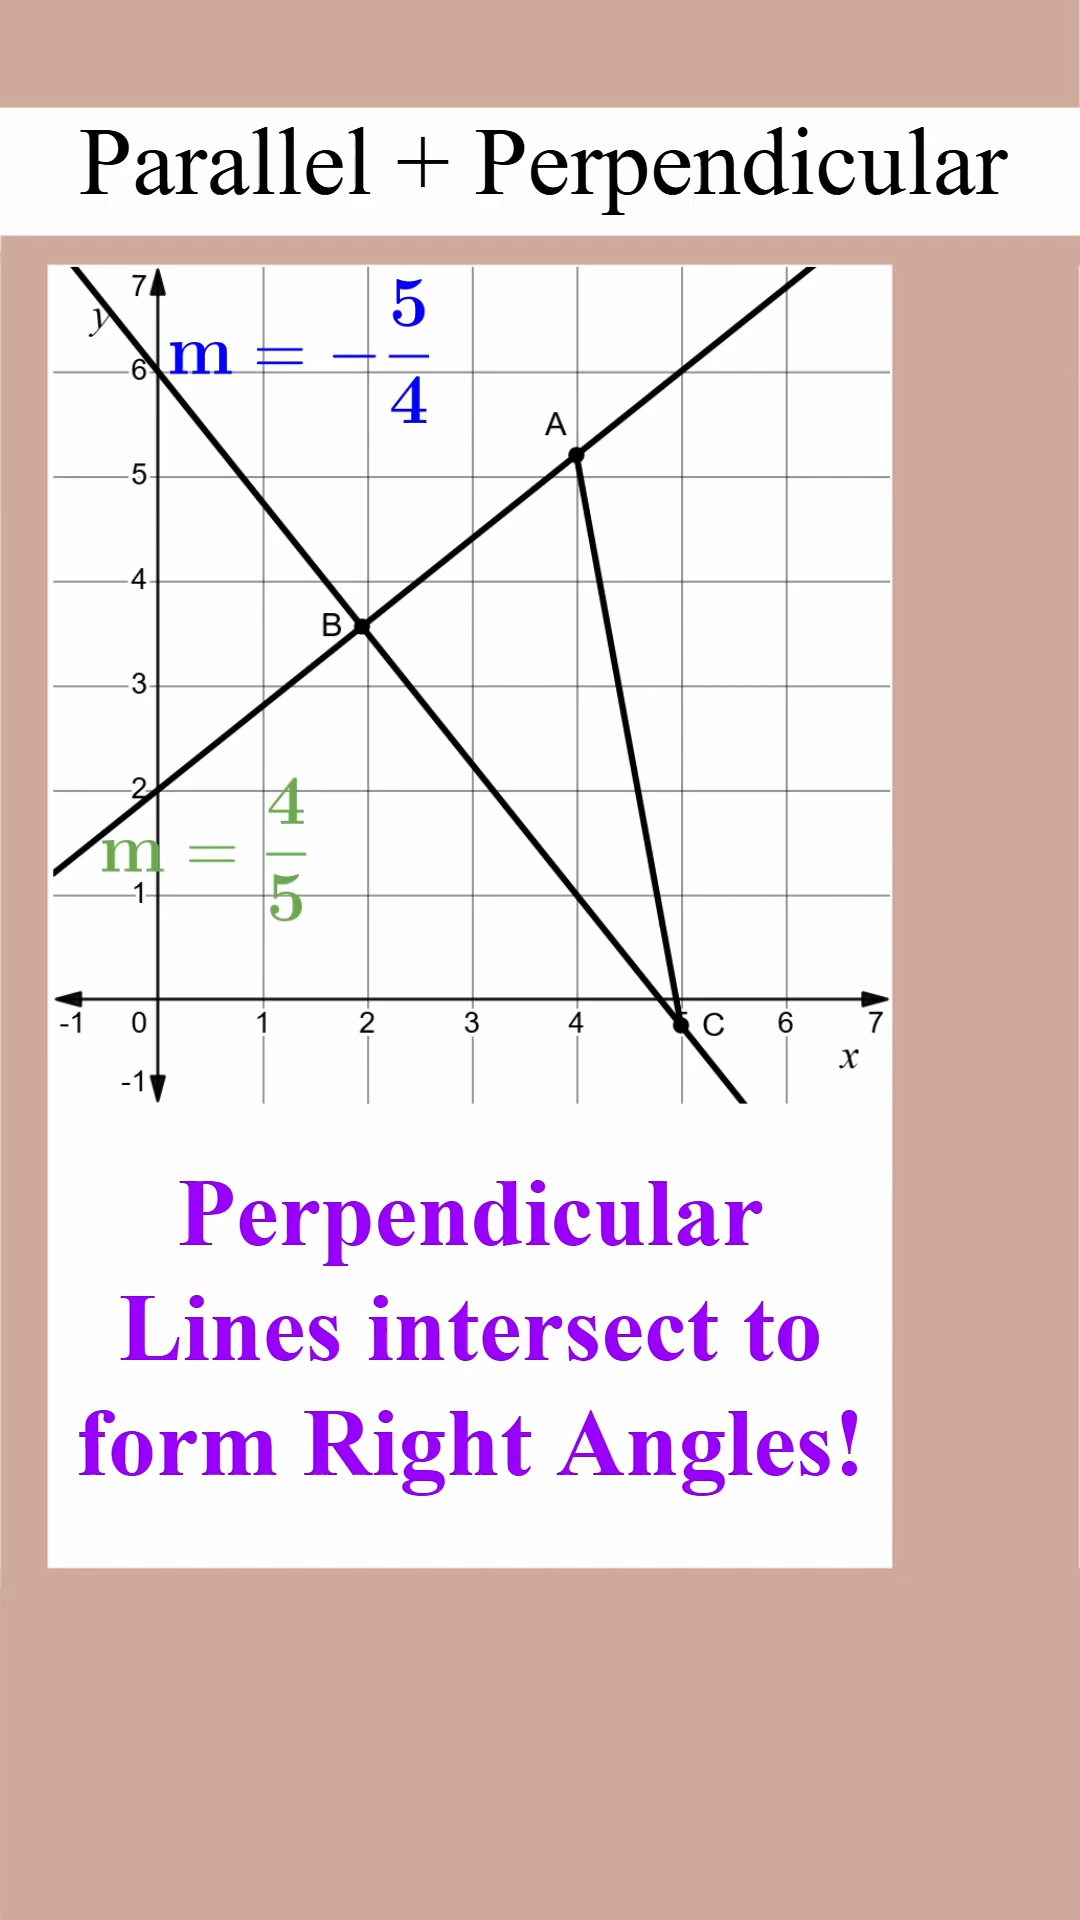 Parallel + Perpendicular
7
y
m = -5/4
6
A
5
4
B
3
2
m = 4/5
1
-1 0 1 2 3 4 5 C 6 7
x
-1
Perpendicular
Lines intersect to
form Right Angles!